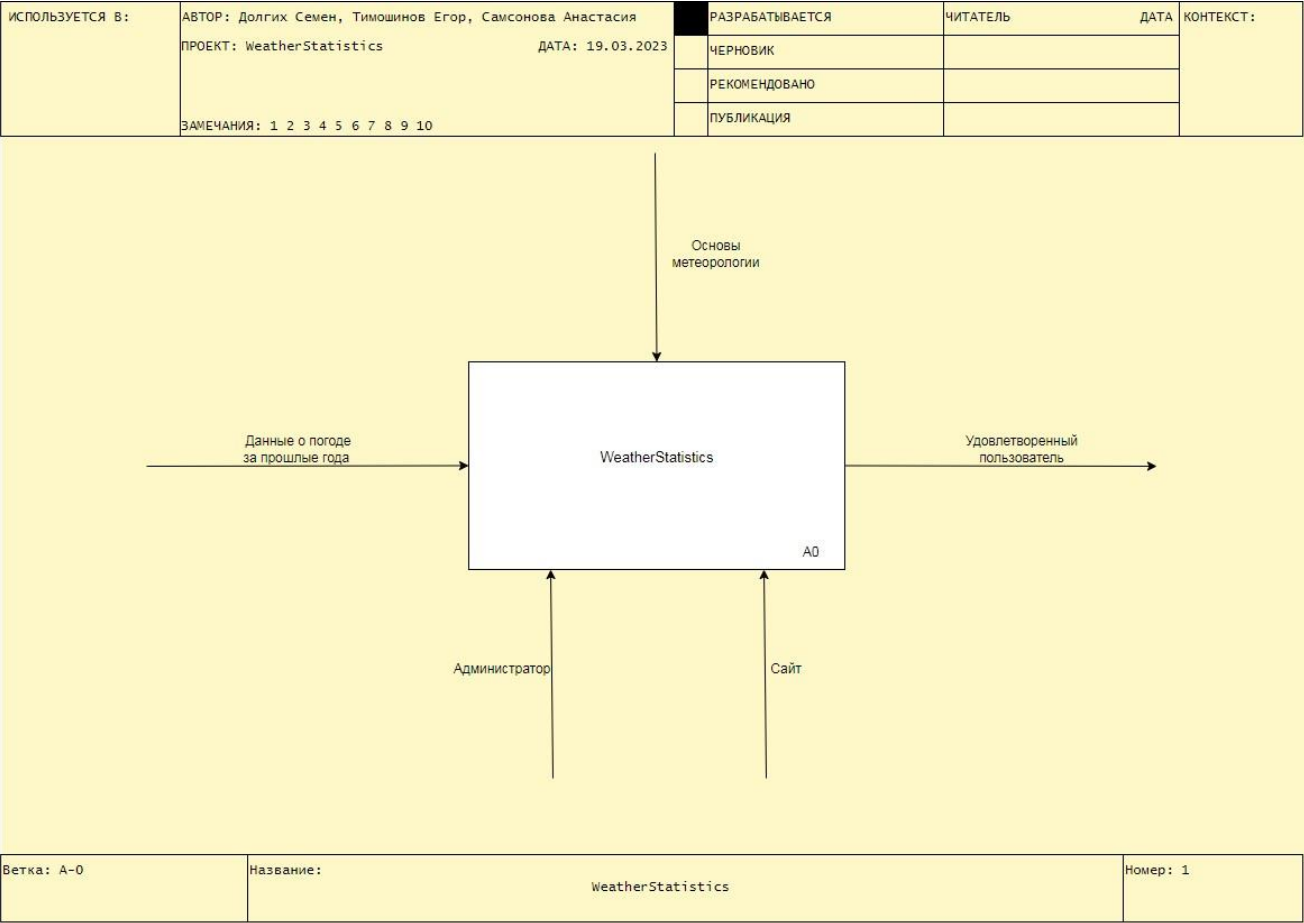 ИСПОЛЬЗУЕТСЯ В:
АВТОР: Долгих Семен, Тимошинов Егор, Самсонова Анастасия
ПРОЕКТ: WeatherStatistics ДАТА: 19.03.2023
ЗАМЕЧАНИЯ: 1 2 3 4 5 6 7 8 9 10
РАЗРАБАТЫВАЕТСЯ
ЧЕРНОВИК
РЕКОМЕНДОВАНО
ПУБЛИКАЦИЯ
ЧИТАТЕЛЬ ДАТА
КОНТЕКСТ:
Основы
метеорологии
Данные о погоде
за прошлые года
WeatherStatistics
A0
Удовлетворенный
пользователь
Администратор
Сайт
Ветка: A-0
Название:
WeatherStatistics
Номер: 1